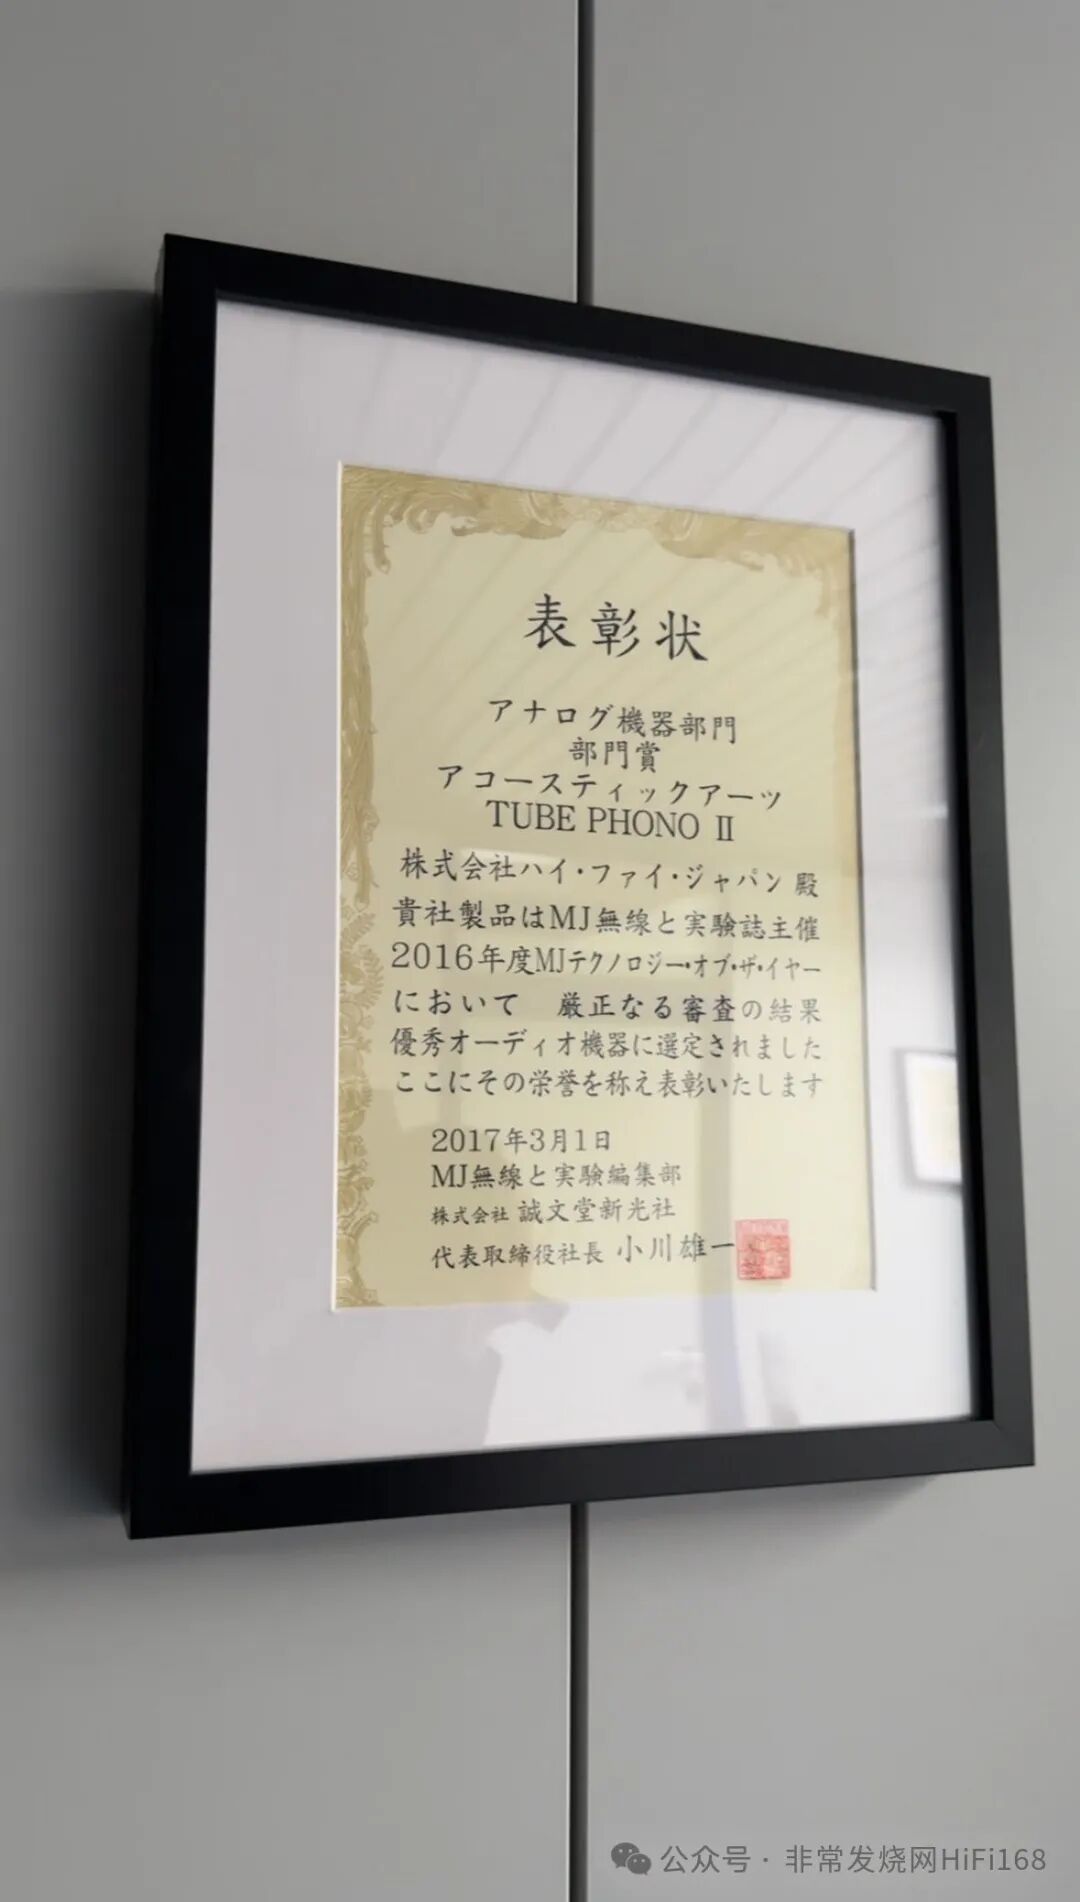 表彰状
アナログ機器部門
部門賞
アコースティックアーツ
TUBE PHONO II
株式会社ハイ・ファイ・ジャパン 殿
貴社製品はMJ無線と実験誌主催
2016年度MJテクノロジー・オブ・ザ・イヤー
において 厳正なる審査の結果
優秀オーディオ機器に選定されました
ここにその栄誉を称え表彰いたします
2017年3月1日
MJ無線と実験編集部
株式会社 誠文堂新光社
代表取締役社長 小川雄一
公众号・非常发烧网HiFi168